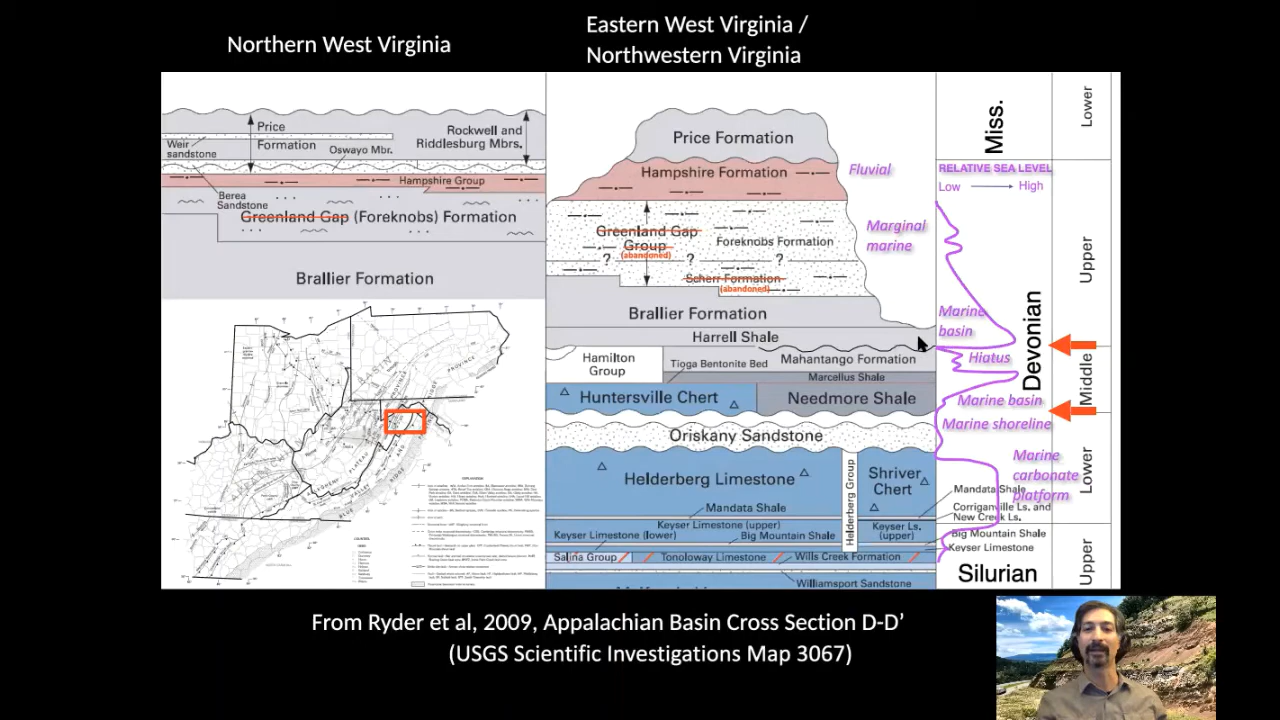 Northern West Virginia
Eastern West Virginia /
Northwestern Virginia
Price
Formation
Weir
sandstone
Oswayo Mbr.
Rockwell and
Riddlesburg Mbrs.
Hampshire Group
Berea
Sandstone
Greenland Gap (Foreknobs) Formation
Brallier Formation
Price Formation
Hampshire Formation
Greenland Gap
Group
(abandoned)
Foreknobs Formation
? ? ?
Scherr Formation
(abandoned)
Brallier Formation
Harrell Shale
Hamilton
Group
Tioga Bentonite Bed
Mahantango Formation
Marcellus Shale
Huntersville Chert
Needmore Shale
Oriskany Sandstone
Helderberg Limestone
Helderberg Group
Shriver
Chert
Mandata Shale
Keyser Limestone (upper)
Keyser Limestone (lower)
Big Mountain Shale
Keyser Ls.
(upper)
Salina Group
Tonoloway Limestone
Wills Creek Formation
Williamsport Sandstone
Mandata Shale
Corriganville Ls. and
New Creek Ls.
Big Mountain Shale
Keyser Limestone
Fluvial
Marginal
marine
Marine
basin
Hiatus
Marine basin
Marine shoreline
Marine
carbonate
platform
RELATIVE SEA LEVEL
Low High
Miss.
Devonian
Silurian
Lower
Upper
Middle
Lower
Upper
From Ryder et al, 2009, Appalachian Basin Cross Section D-D’
(USGS Scientific Investigations Map 3067)